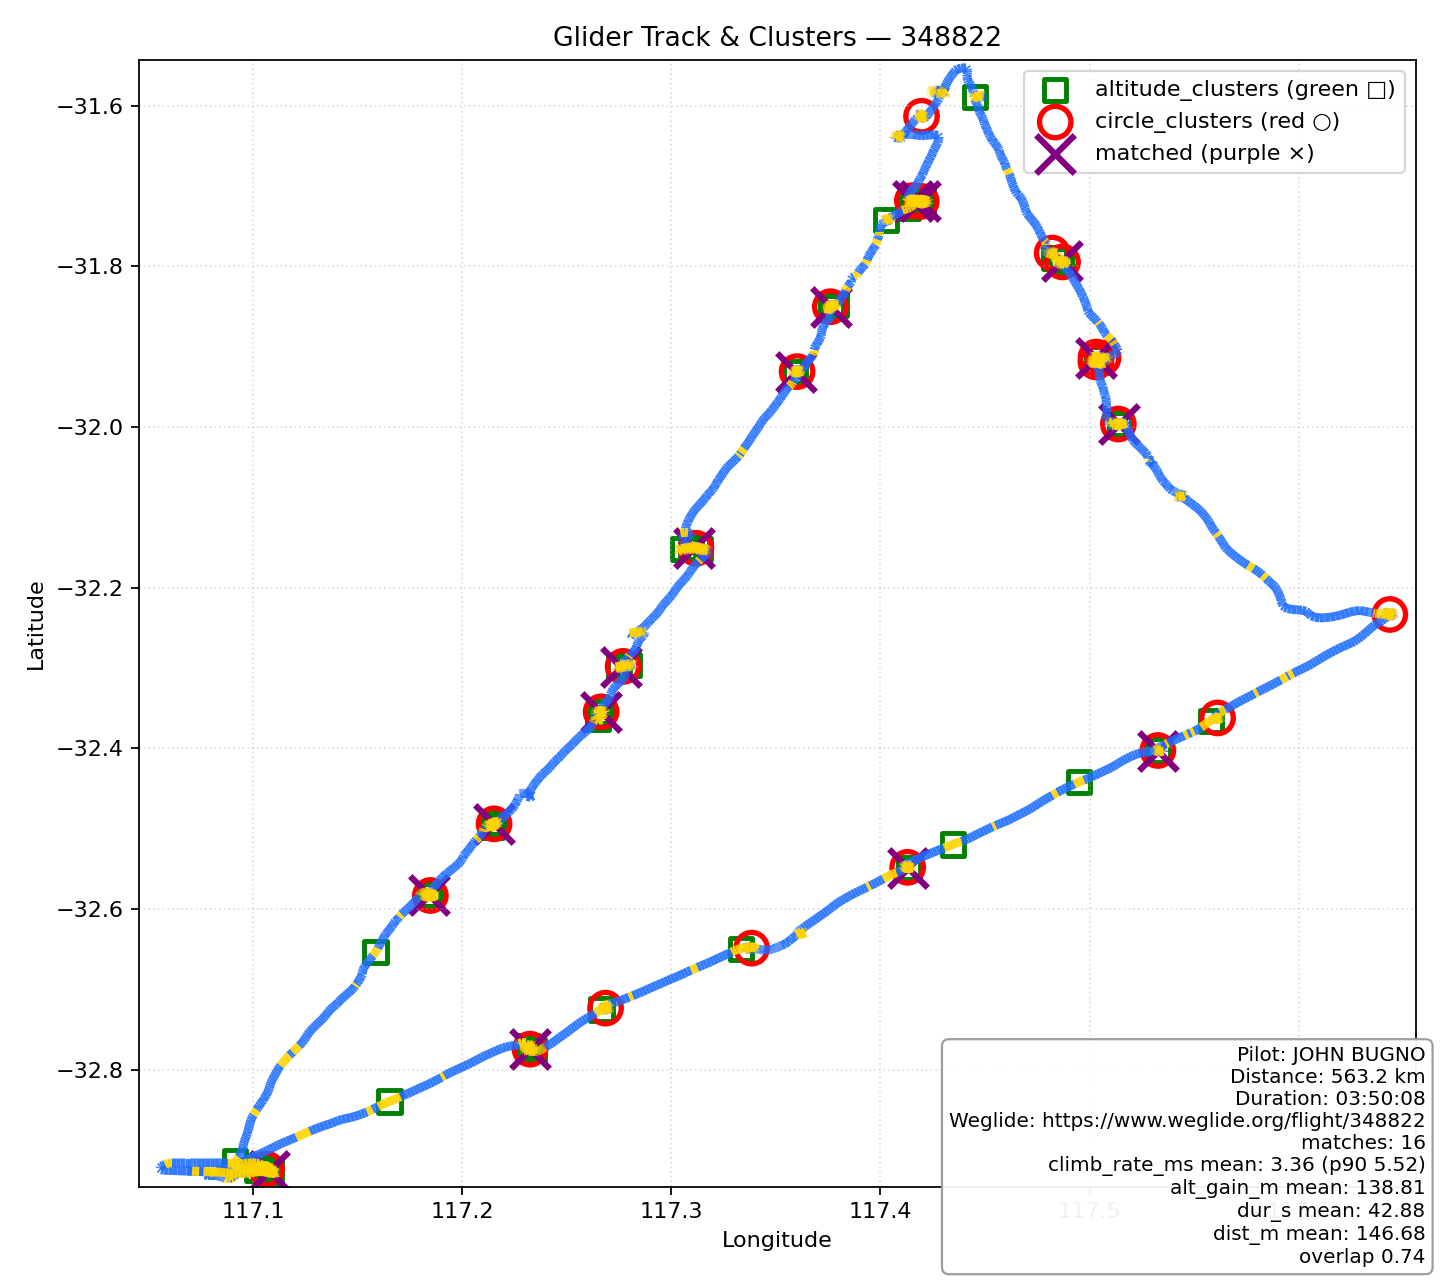 Glider Track & Clusters — 348822
altitude_clusters (green □)
circle_clusters (red ○)
matched (purple ×)
Latitude
−31.6
−31.8
−32.0
−32.2
−32.4
−32.6
−32.8
117.1
117.2
117.3
117.4
117.5
Longitude
Pilot: JOHN BUGNO
Distance: 563.2 km
Duration: 03:50:08
Weglide: https://www.weglide.org/flight/348822
matches: 16
climb_rate_ms mean: 3.36 (p90 5.52)
alt_gain_m mean: 138.81
dur_s mean: 42.88
dist_m mean: 146.68
overlap 0.74